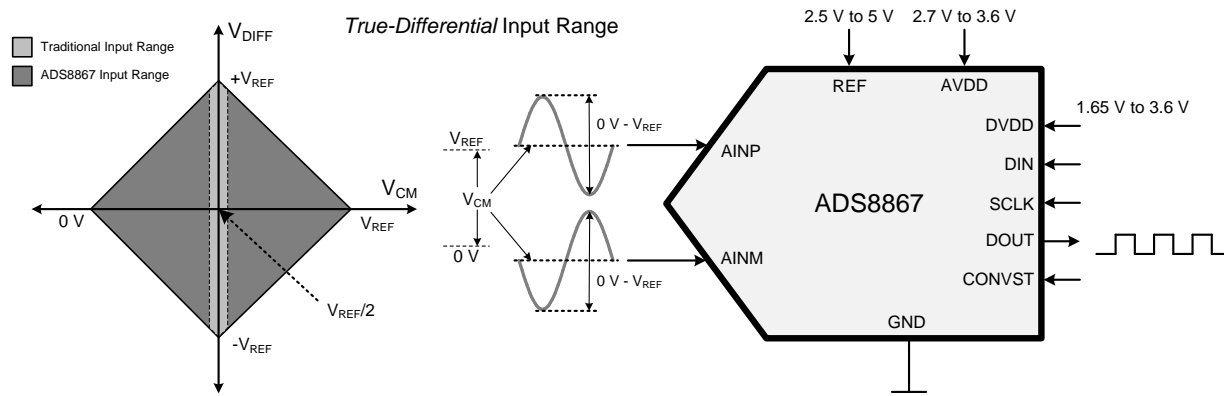 True-Differential Input Range
Traditional Input Range
ADS8867 Input Range
VDIFF
+VREF
VCM
0 V
VREF
VREF/2
-VREF
VREF
VCM
0 V
0 V - VREF
0 V - VREF
2.5 V to 5 V
2.7 V to 3.6 V
REF
AVDD
1.65 V to 3.6 V
AINP
AINM
ADS8867
DVDD
DIN
SCLK
DOUT
CONVST
GND